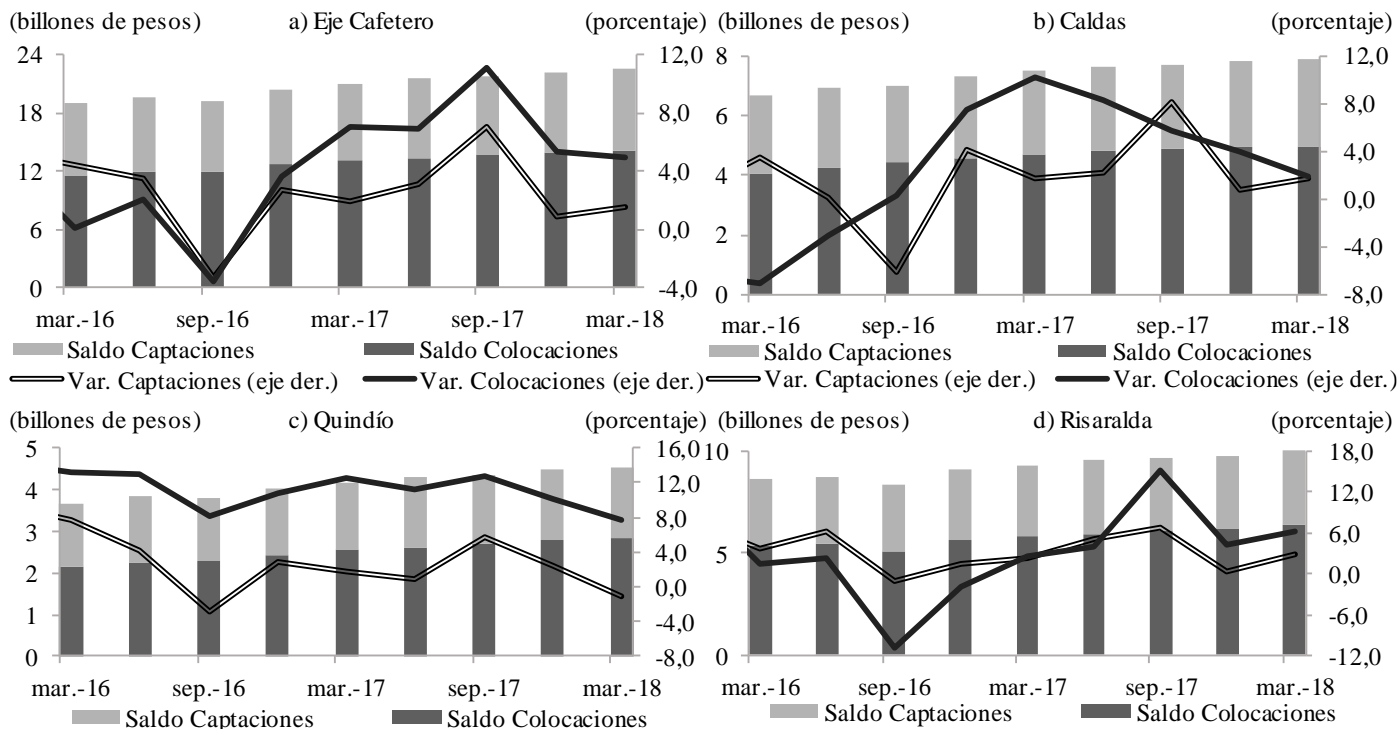 (billones de pesos) a) Eje Cafetero (porcentaje)
24 12,0
18 8,0
12 4,0
6 0,0
0 -4,0
mar.-16 sep.-16 mar.-17 sep.-17 mar.-18
Saldo Captaciones Saldo Colocaciones
Var. Captaciones (eje der.) Var. Colocaciones (eje der.)
(billones de pesos) b) Caldas (porcentaje)
8 12,0
8,0
6 4,0
4 0,0
2 -4,0
0 -8,0
mar.-16 sep.-16 mar.-17 sep.-17 mar.-18
Saldo Captaciones Saldo Colocaciones
Var. Captaciones (eje der.) Var. Colocaciones (eje der.)
(billones de pesos) c) Quindío (porcentaje)
5 16,0
4 12,0
3 8,0
4,0
2 0,0
1 -4,0
0 -8,0
mar.-16 sep.-16 mar.-17 sep.-17 mar.-18
Saldo Captaciones Saldo Colocaciones
(billones de pesos) d) Risaralda (porcentaje)
10 18,0
12,0
5 6,0
0,0
-6,0
0 -12,0
mar.-16 sep.-16 mar.-17 sep.-17 mar.-18
Saldo Captaciones Saldo Colocaciones